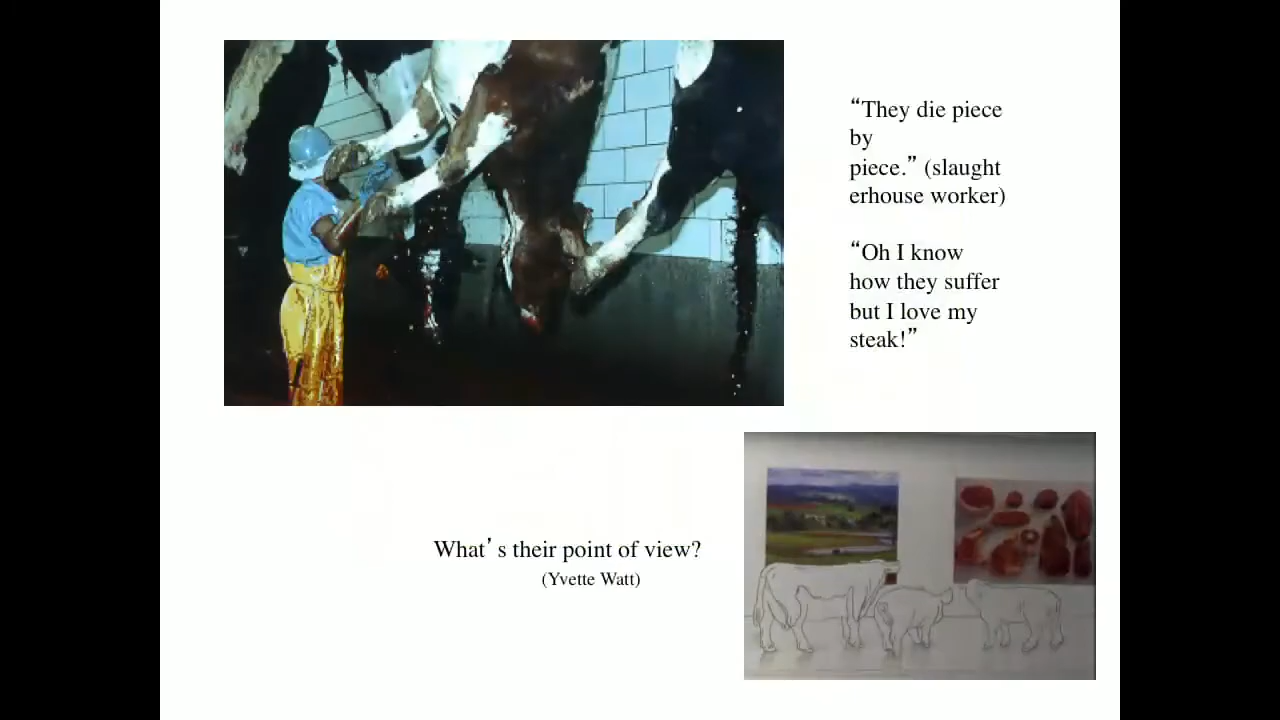 “They die piece
by
piece.” (slaught
erhouse worker)
“Oh I know
how they suffer
but I love my
steak!”
What’s their point of view?
(Yvette Watt)